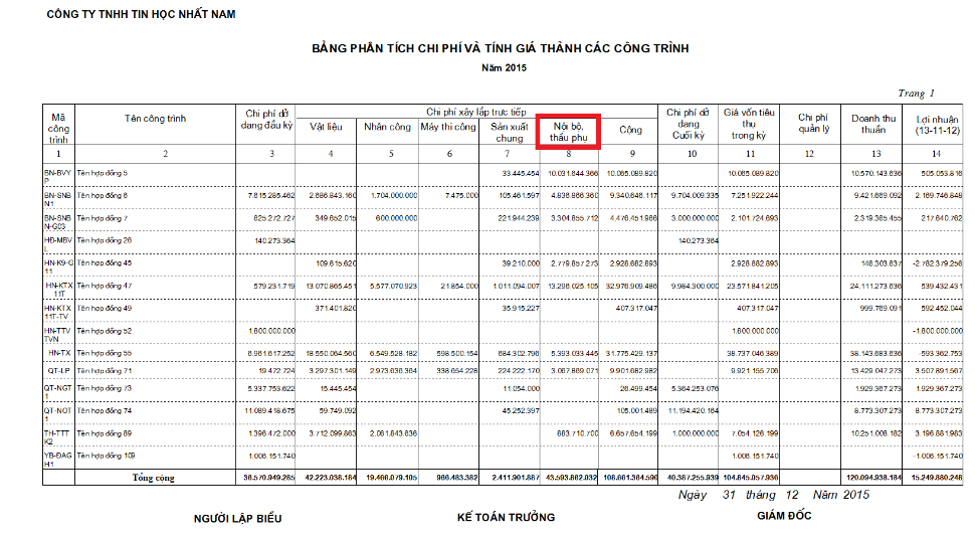 CÔNG TY TNHH TIN HỌC NHẤT NAM
BẢNG PHÂN TÍCH CHI PHÍ VÀ TÍNH GIÁ THÀNH CÁC CÔNG TRÌNH
Năm 2015
Trang 1
Mã công trình Tên công trình Chi phí dở dang đầu kỳ Chi phí xây lắp trực tiếp Chi phí dở dang Cuối kỳ Giá vốn tiêu thụ trong kỳ Chi phí quản lý Doanh thu thuần Lợi nhuận (13-11-12)
Vật liệu Nhân công Máy thi công Sản xuất chung Nội bộ, thầu phụ Cộng
1 2 3 4 5 6 7 8 9 10 11 12 13 14
BN-BVYP Tên hợp đồng 5 33.445.454 10.031.644.366 10.065.089.820 10.065.089.820 10.570.143.636 505.053.816
BN-SNBN1 Tên hợp đồng 6 7.615.285.462 2.686.843.160 1.704.000.000 7.475.000 105.461.597 4.836.866.360 9.340.646.117 9.704.009.335 7.251.922.244 9.421.669.092 2.169.746.848
BN-SNBN-G03 Tên hợp đồng 7 825.272.727 349.652.015 600.000.000 221.944.239 3.304.855.712 4.476.451.966 3.000.000.000 2.101.724.693 2.319.365.455 217.640.762
HĐ-MBVL Tên hợp đồng 26 140.273.364 140.273.364
HN-K9-G11 Tên hợp đồng 45 109.615.620 39.210.000 2.779.857.273 2.928.682.893 2.928.682.893 146.303.637 -2.782.379.256
HN-KTX11T Tên hợp đồng 47 579.231.719 13.070.865.451 5.577.070.923 21.854.000 1.011.094.007 13.296.025.105 32.976.909.486 9.984.300.000 23.571.841.205 24.111.273.636 539.432.431
HN-KTX11T-TV Tên hợp đồng 49 371.401.820 35.915.227 407.317.047 407.317.047 999.769.091 592.452.044
HN-TTVTVN Tên hợp đồng 52 1.800.000.000 1.800.000.000 -1.800.000.000
HN-TX Tên hợp đồng 55 6.961.617.252 18.550.064.560 6.549.528.182 598.500.154 684.302.796 5.393.033.445 31.775.429.137 38.737.046.389 38.143.683.636 -593.362.753
QT-LP Tên hợp đồng 71 19.472.724 3.297.301.149 2.973.636.364 338.654.228 224.222.170 3.067.869.071 9.901.682.982 9.921.155.706 13.429.047.273 3.507.891.567
QT-NGT1 Tên hợp đồng 73 5.337.753.622 15.445.454 11.054.000 26.499.454 5.364.253.076 1.929.367.273 1.929.367.273
QT-NOT1 Tên hợp đồng 74 11.089.418.675 59.749.092 45.252.397 105.001.489 11.194.420.164 8.773.307.273 8.773.307.273
TH-TTTK2 Tên hợp đồng 89 1.396.472.000 3.712.099.863 2.061.843.636 883.710.700 6.657.654.199 1.000.000.000 7.054.126.199 10.251.008.182 3.196.881.983
YB-ĐAGH1 Tên hợp đồng 109 1.006.151.740 1.006.151.740 -1.006.151.740
Tổng cộng 36.570.949.285 42.223.038.184 19.466.079.105 966.483.382 2.411.901.887 43.593.862.032 108.661.364.590 40.387.255.939 104.845.057.936 120.094.938.184 15.249.880.248
Ngày 31 tháng 12 Năm 2015
NGƯỜI LẬP BIỂU KẾ TOÁN TRƯỞNG GIÁM ĐỐC